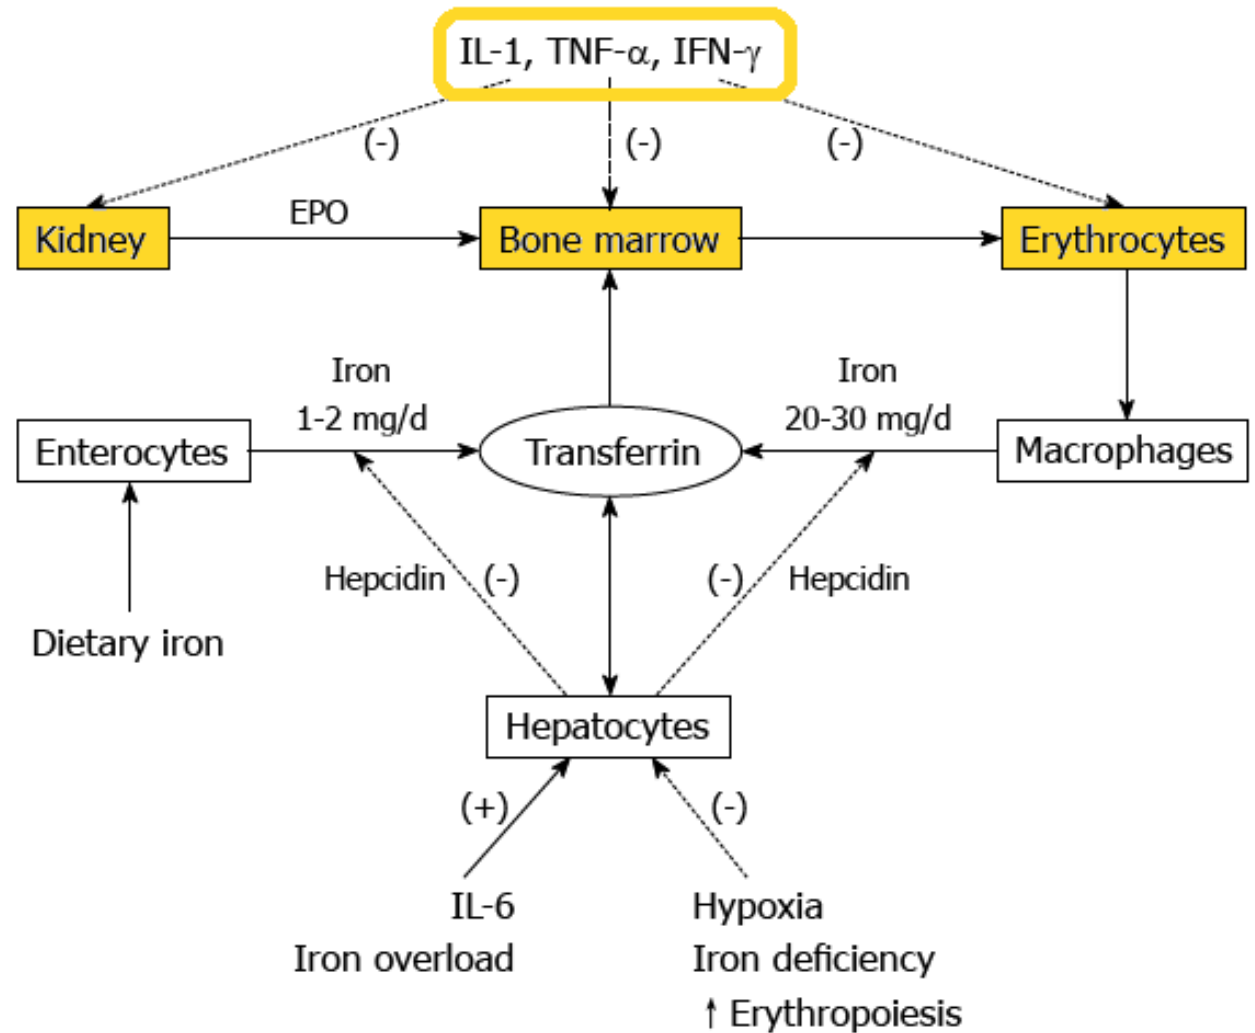 IL-1, TNF-α, IFN-γ
(-)
(-)
(-)
Kidney
EPO
Bone marrow
Erythrocytes
Iron
1-2 mg/d
Iron
20-30 mg/d
Enterocytes
Transferrin
Macrophages
Hepcidin
(-)
(-)
Hepcidin
Dietary iron
Hepatocytes
(+)
(-)
IL-6
Iron overload
Hypoxia
Iron deficiency
↑ Erythropoiesis